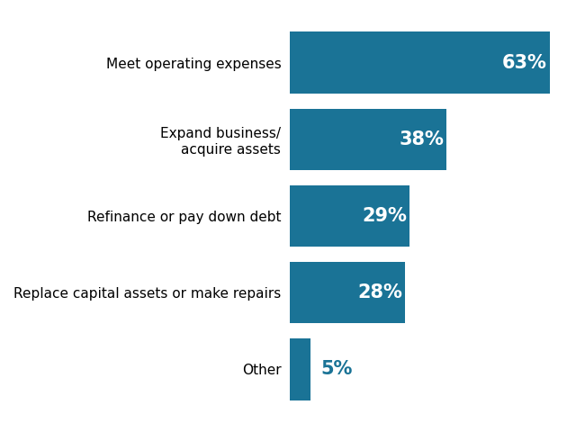 Meet operating expenses
63%
Expand business/
acquire assets
38%
Refinance or pay down debt
29%
Replace capital assets or make repairs
28%
Other
5%